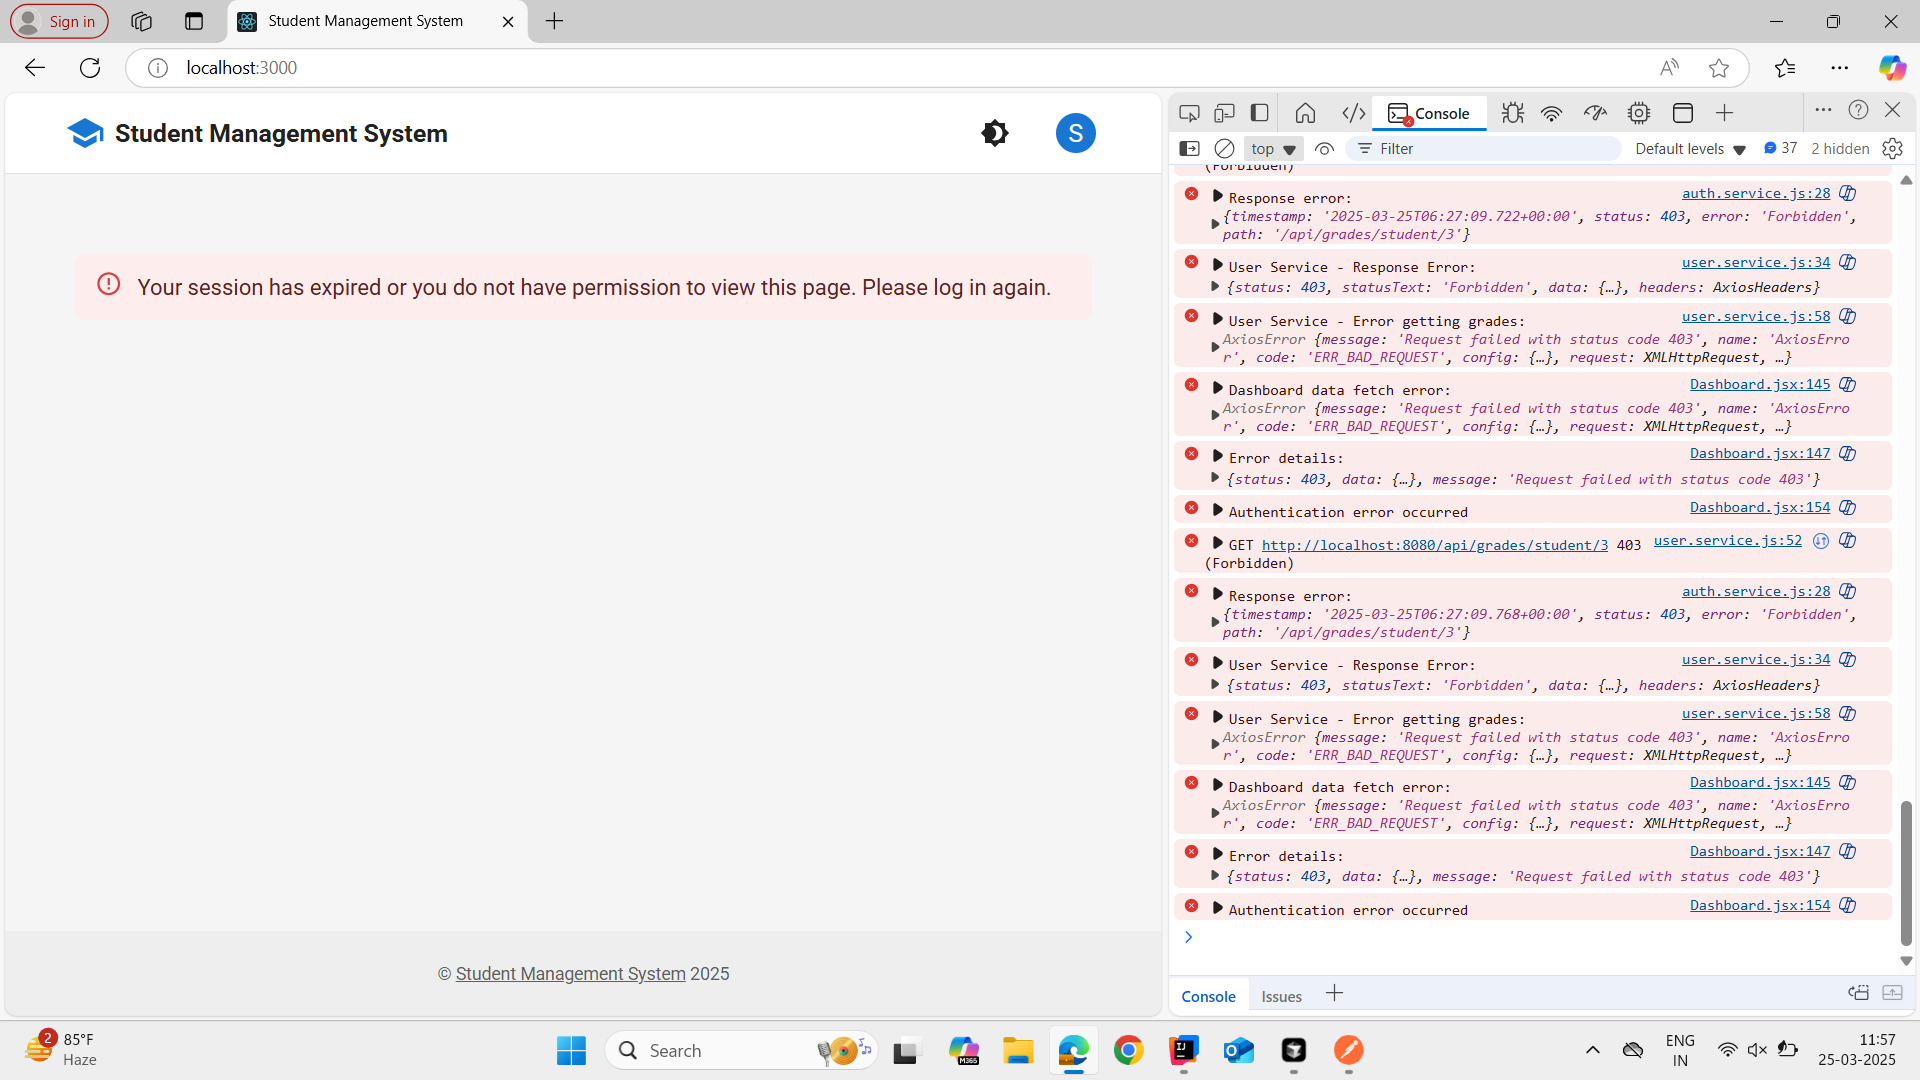 Sign in
Student Management System
localhost:3000
Student Management System
S
Your session has expired or you do not have permission to view this page. Please log in again.
© Student Management System 2025
Console
top
Filter
Default levels
37
2 hidden
(Forbidden)
Response error: auth.service.js:28
{timestamp: '2025-03-25T06:27:09.722+00:00', status: 403, error: 'Forbidden',
path: '/api/grades/student/3'}
User Service - Response Error: user.service.js:34
{status: 403, statusText: 'Forbidden', data: {…}, headers: AxiosHeaders}
User Service - Error getting grades: user.service.js:58
AxiosError {message: 'Request failed with status code 403', name: 'AxiosErro
r', code: 'ERR_BAD_REQUEST', config: {…}, request: XMLHttpRequest, …}
Dashboard data fetch error: Dashboard.jsx:145
AxiosError {message: 'Request failed with status code 403', name: 'AxiosErro
r', code: 'ERR_BAD_REQUEST', config: {…}, request: XMLHttpRequest, …}
Error details: Dashboard.jsx:147
{status: 403, data: {…}, message: 'Request failed with status code 403'}
Authentication error occurred Dashboard.jsx:154
GET http://localhost:8080/api/grades/student/3 403 user.service.js:52
(Forbidden)
Response error: auth.service.js:28
{timestamp: '2025-03-25T06:27:09.768+00:00', status: 403, error: 'Forbidden',
path: '/api/grades/student/3'}
User Service - Response Error: user.service.js:34
{status: 403, statusText: 'Forbidden', data: {…}, headers: AxiosHeaders}
User Service - Error getting grades: user.service.js:58
AxiosError {message: 'Request failed with status code 403', name: 'AxiosErro
r', code: 'ERR_BAD_REQUEST', config: {…}, request: XMLHttpRequest, …}
Dashboard data fetch error: Dashboard.jsx:145
AxiosError {message: 'Request failed with status code 403', name: 'AxiosErro
r', code: 'ERR_BAD_REQUEST', config: {…}, request: XMLHttpRequest, …}
Error details: Dashboard.jsx:147
{status: 403, data: {…}, message: 'Request failed with status code 403'}
Authentication error occurred Dashboard.jsx:154
Console
Issues
2
85°F
Haze
Search
M365
IJ
ENG
IN
11:57
25-03-2025